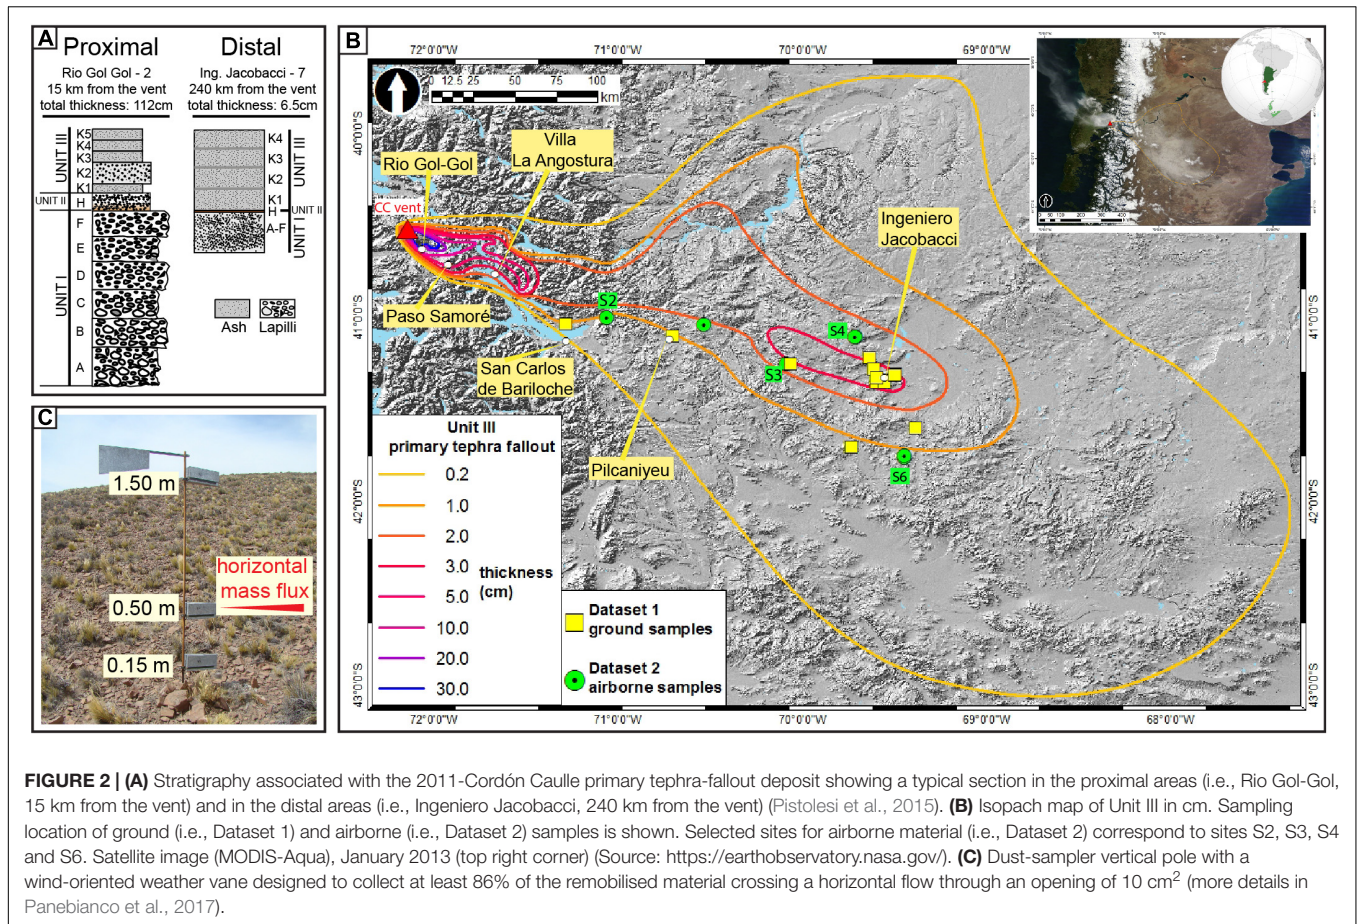 A
Proximal
Distal
Rio Gol Gol - 2
15 km from the vent
total thickness: 112cm
Ing. Jacobacci - 7
240 km from the vent
total thickness: 6.5cm
UNIT III
K5
K4
K3
K2
K1
UNIT II
H
UNIT I
F
E
D
C
B
A
K4
K3
K2
K1
H
A-F
UNIT III
UNIT II
UNIT I
Ash
Lapilli
B
72°0'0"W
71°0'0"W
70°0'0"W
69°0'0"W
0 12.5 25 50 75 100
km
40°0'0"S
41°0'0"S
42°0'0"S
43°0'0"S
Villa
La Angostura
Rio Gol-Gol
CC vent
Ingeniero
Jacobacci
Paso Samoré
S2
S4
S3
San Carlos
de Bariloche
Pilcaniyeu
S6
Unit III
primary tephra fallout
0.2
1.0
2.0
3.0
5.0
10.0
20.0
30.0
thickness
(cm)
Dataset 1
ground samples
Dataset 2
airborne samples
41°0'0"S
42°0'0"S
43°0'0"S
72°0'0"W
71°0'0"W
70°0'0"W
69°0'0"W
68°0'0"W
C
1.50 m
horizontal
mass flux
0.50 m
0.15 m
FIGURE 2 | (A) Stratigraphy associated with the 2011-Cordón Caulle primary tephra-fallout deposit showing a typical section in the proximal areas (i.e., Rio Gol-Gol,
15 km from the vent) and in the distal areas (i.e., Ingeniero Jacobacci, 240 km from the vent) (Pistolesi et al., 2015). (B) Isopach map of Unit III in cm. Sampling
location of ground (i.e., Dataset 1) and airborne (i.e., Dataset 2) samples is shown. Selected sites for airborne material (i.e., Dataset 2) correspond to sites S2, S3, S4
and S6. Satellite image (MODIS-Aqua), January 2013 (top right corner) (Source: https://earthobservatory.nasa.gov/). (C) Dust-sampler vertical pole with a
wind-oriented weather vane designed to collect at least 86% of the remobilised material crossing a horizontal flow through an opening of 10 cm² (more details in
Panebianco et al., 2017).